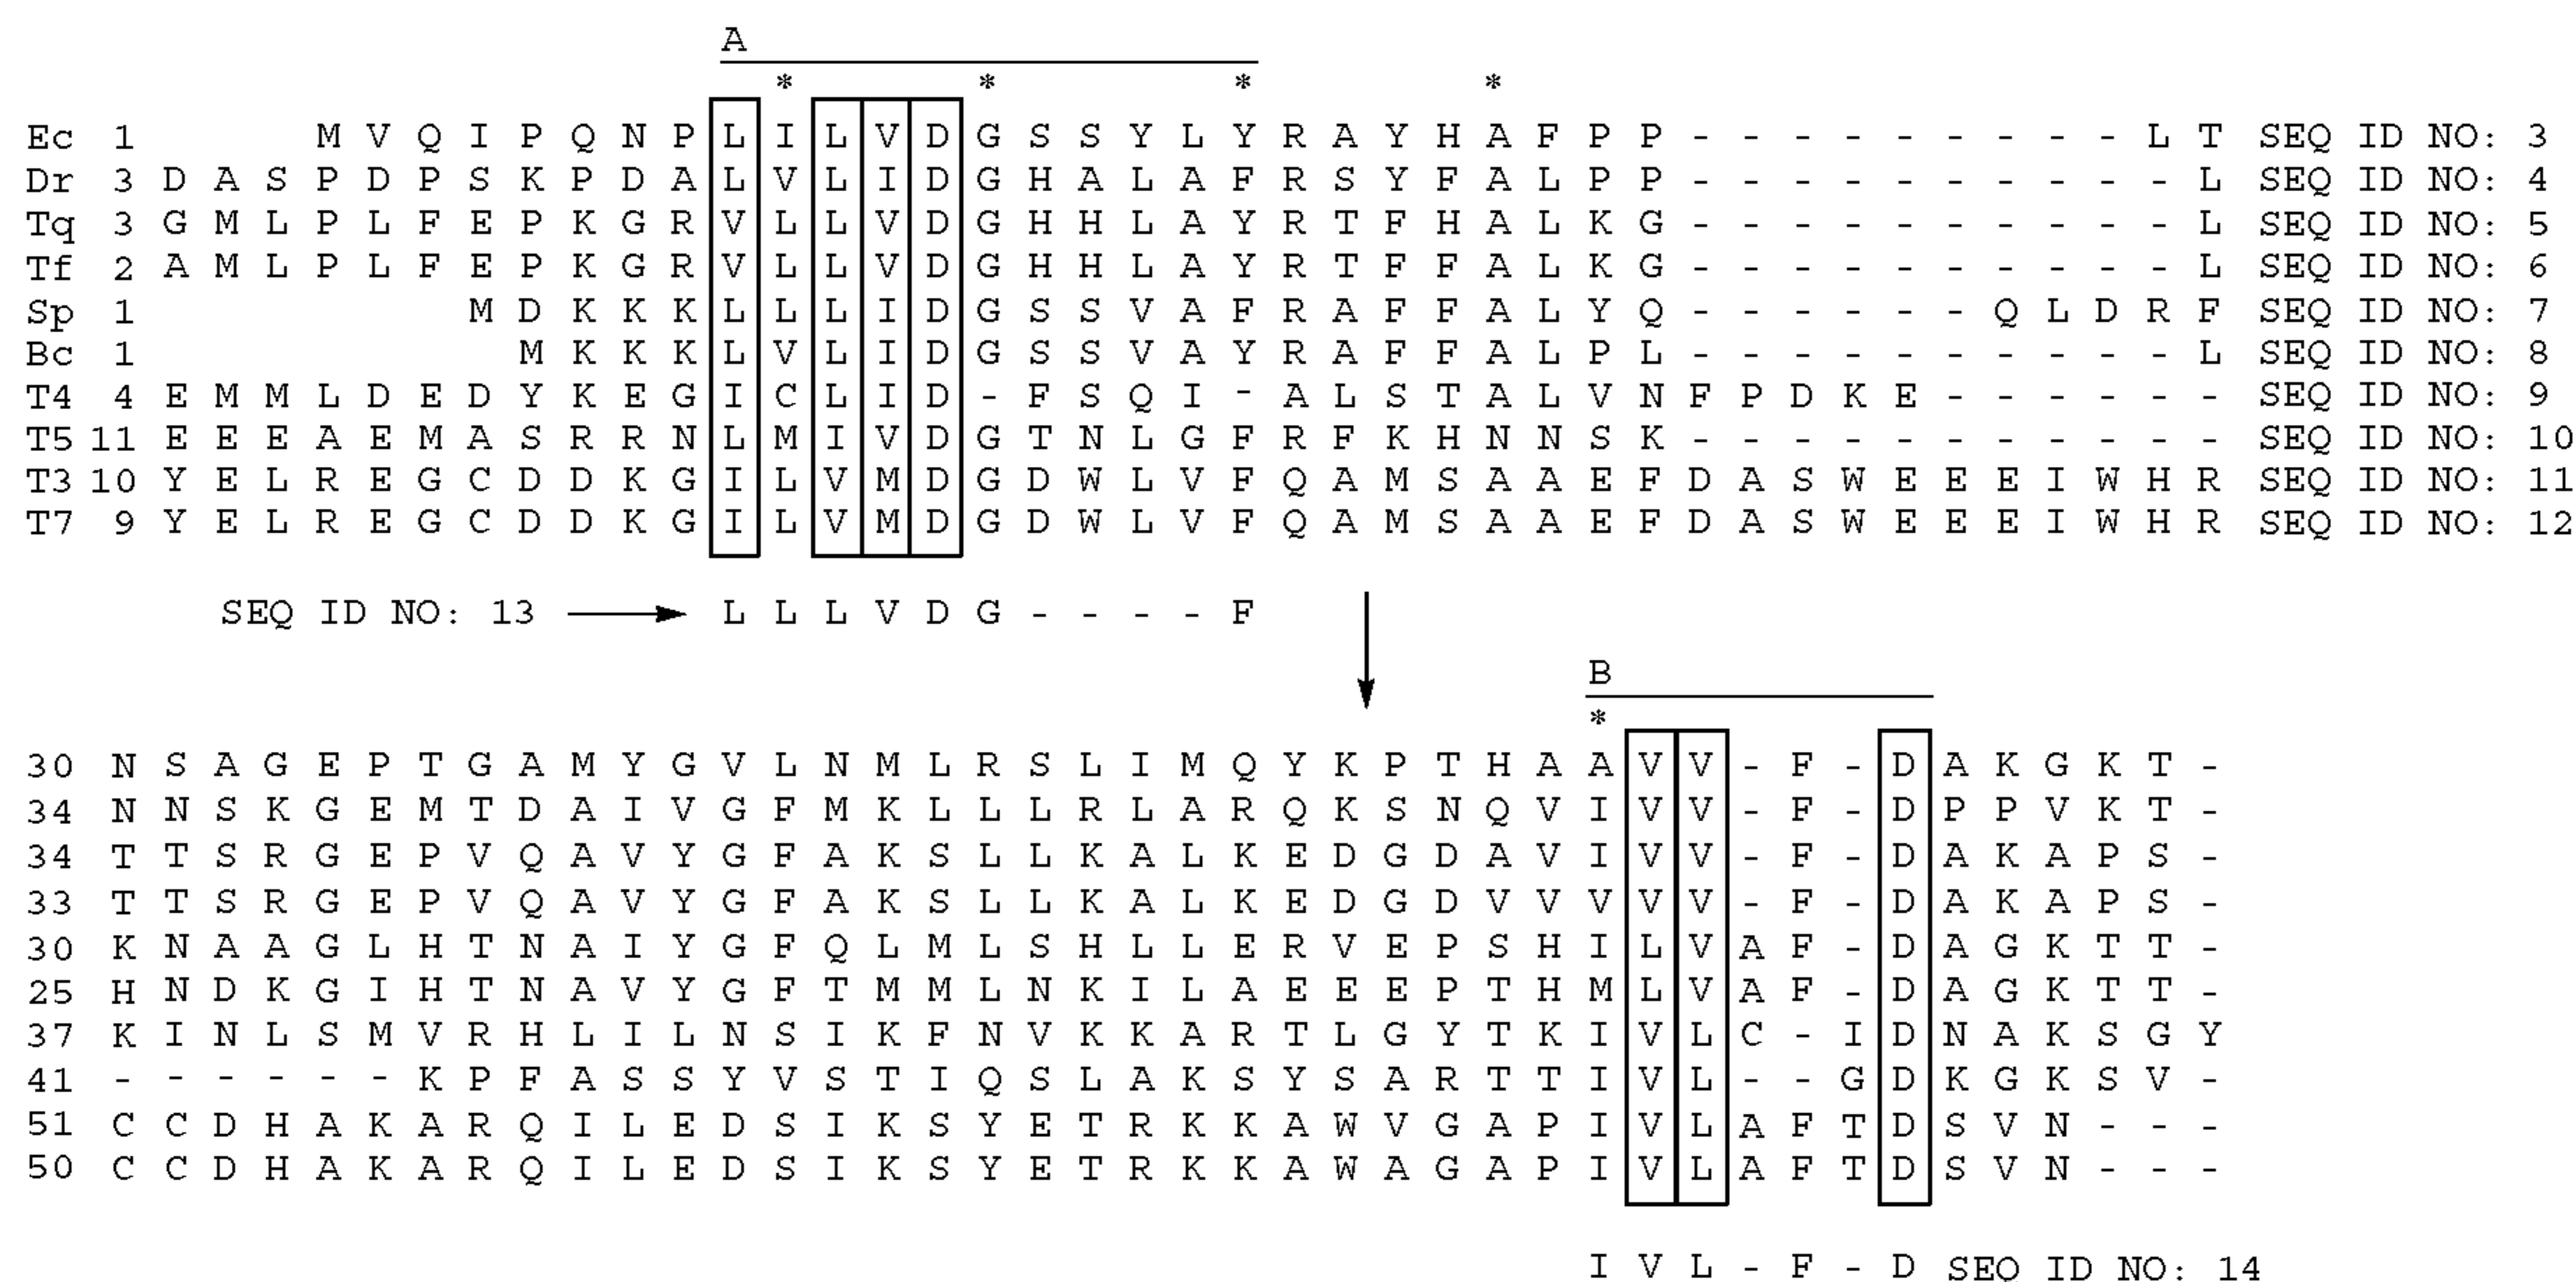 A
* * * *
Ec 1 M V Q I P Q N P L I L V D G S S Y L Y R A Y H A F P P - - - - - - - - - L T SEQ ID NO: 3
Dr 3 D A S P D P S K P D A L V L I D G H A L A F R S Y F A L P P - - - - - - - - - - L SEQ ID NO: 4
Tq 3 G M L P L F E P K G R V L L V D G H H L A Y R T F H A L K G - - - - - - - - - - L SEQ ID NO: 5
Tf 2 A M L P L F E P K G R V L L V D G H H L A Y R T F F A L K G - - - - - - - - - - L SEQ ID NO: 6
Sp 1 M D K K K L L L I D G S S V A F R A F F A L Y Q - - - - - - Q L D R F SEQ ID NO: 7
Bc 1 M K K K L V L I D G S S V A Y R A F F A L P L - - - - - - - - - - L SEQ ID NO: 8
T4 4 E M M L D E D Y K E G I C L I D - F S Q I - A L S T A L V N F P D K E - - - - - - SEQ ID NO: 9
T5 11 E E E A E M A S R R N L M I V D G T N L G F R F K H N N S K - - - - - - - - - - - SEQ ID NO: 10
T3 10 Y E L R E G C D D K G I L V M D G D W L V F Q A M S A A E F D A S W E E E I W H R SEQ ID NO: 11
T7 9 Y E L R E G C D D K G I L V M D G D W L V F Q A M S A A E F D A S W E E E I W H R SEQ ID NO: 12
SEQ ID NO: 13 L L L V D G - - - - F
B
*
30 N S A G E P T G A M Y G V L N M L R S L I M Q Y K P T H A A V V - F - D A K G K T -
34 N N S K G E M T D A I V G F M K L L L R L A R Q K S N Q V I V V - F - D P P V K T -
34 T T S R G E P V Q A V Y G F A K S L L K A L K E D G D A V I V V - F - D A K A P S -
33 T T S R G E P V Q A V Y G F A K S L L K A L K E D G D V V V V V - F - D A K A P S -
30 K N A A G L H T N A I Y G F Q L M L S H L L E R V E P S H I L V A F - D A G K T T -
25 H N D K G I H T N A V Y G F T M M L N K I L A E E E P T H M L V A F - D A G K T T -
37 K I N L S M V R H L I L N S I K F N V K K A R T L G Y T K I V L C - I D N A K S G Y
41 - - - - - - K P F A S S Y V S T I Q S L A K S Y S A R T T I V L - - G D K G K S V -
51 C C D H A K A R Q I L E D S I K S Y E T R K K A W V G A P I V L A F T D S V N - - -
50 C C D H A K A R Q I L E D S I K S Y E T R K K A W A G A P I V L A F T D S V N - - -
I V L - F - D SEQ ID NO: 14